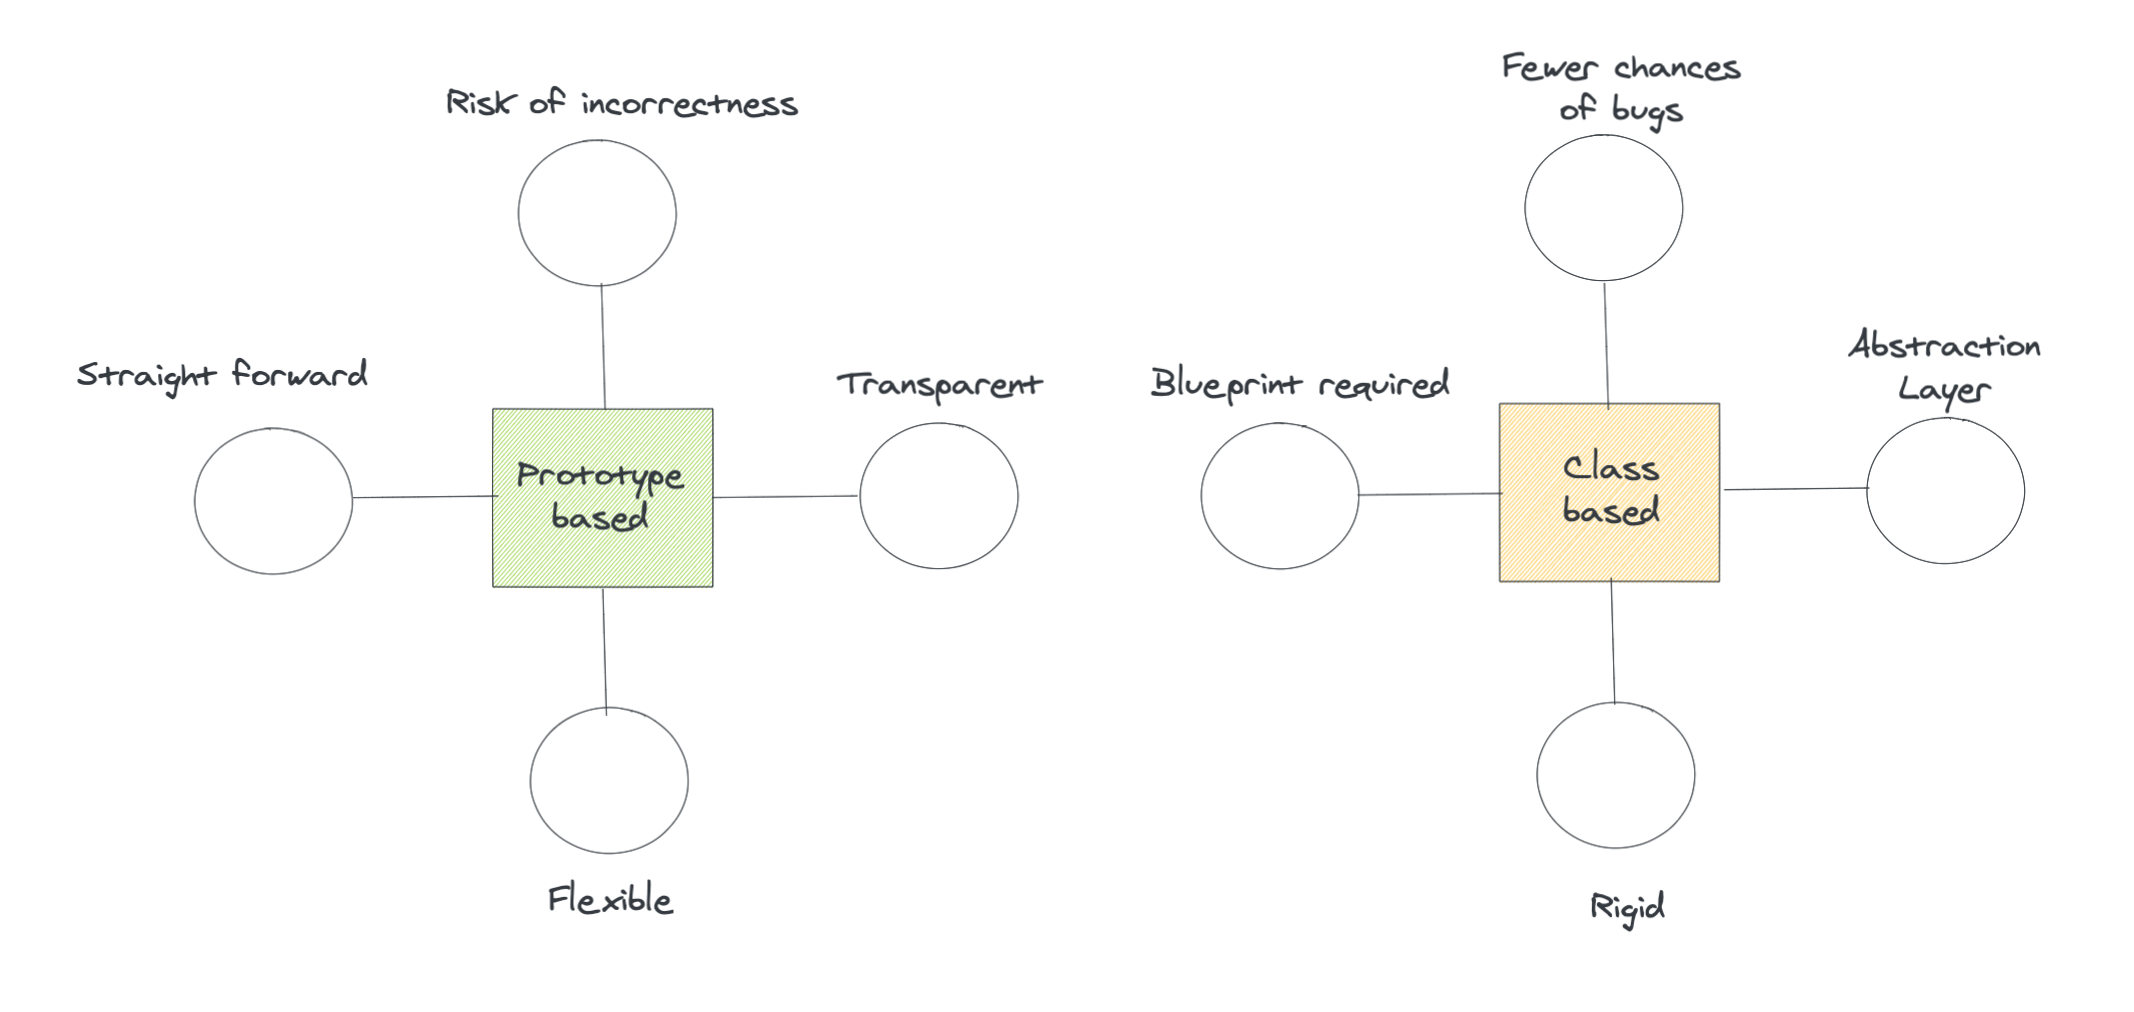 Risk of incorrectness
Straight forward
Transparent
Prototype
based
Flexible
Fewer chances
of bugs
Blueprint required
Abstraction
Layer
Class
based
Rigid